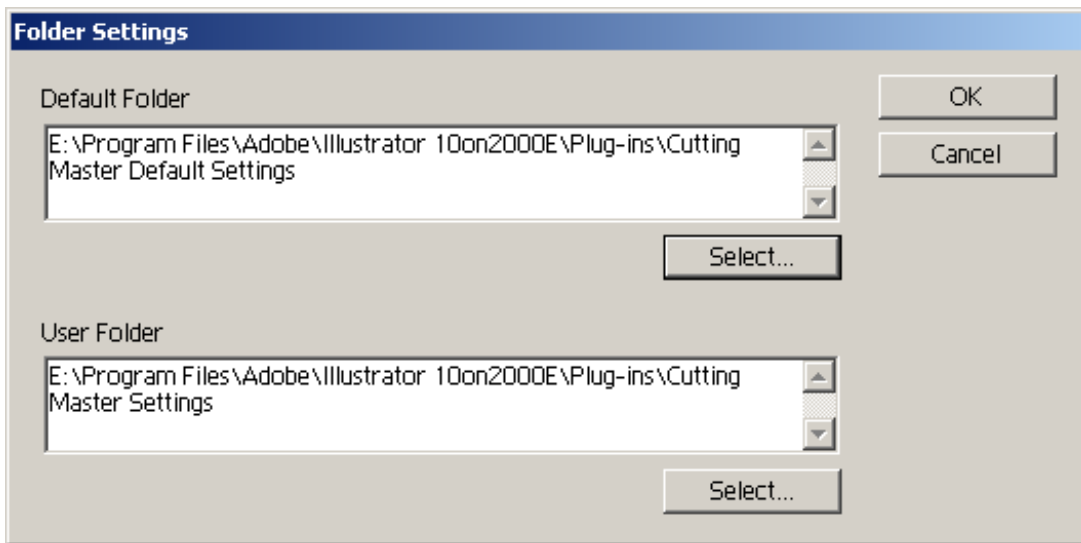 Folder Settings
Default Folder
OK
E:\Program Files\Adobe\Illustrator 10on2000E\Plug-ins\Cutting
Master Default Settings
Cancel
Select...
User Folder
E:\Program Files\Adobe\Illustrator 10on2000E\Plug-ins\Cutting
Master Settings
Select...